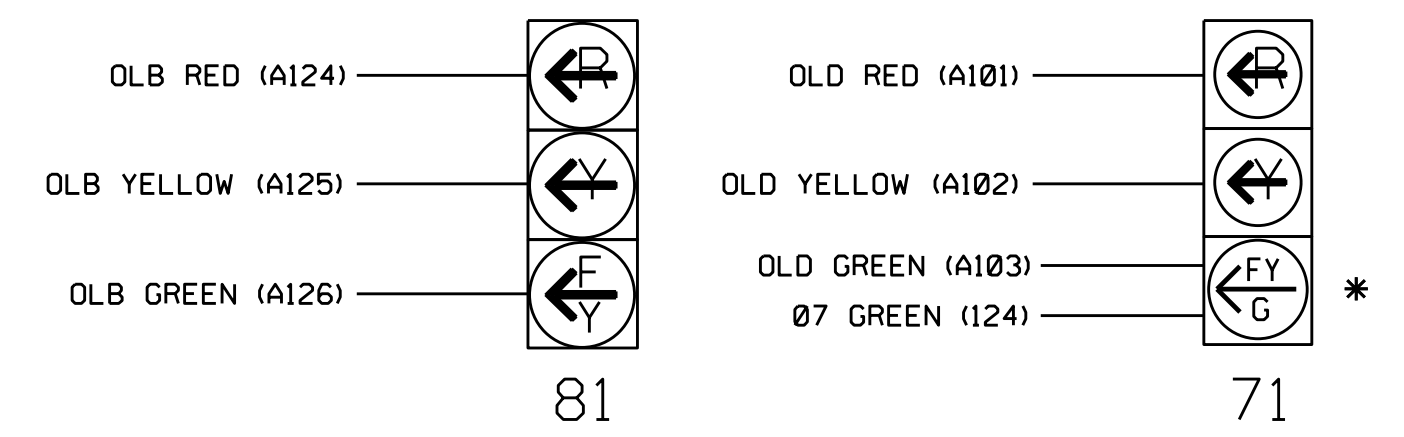 OLB RED (A124)
R
OLB YELLOW (A125)
Y
OLB GREEN (A126)
F
Y
81
OLD RED (A101)
R
OLD YELLOW (A102)
Y
OLD GREEN (A103)
Ø7 GREEN (124)
FY
G
*
71